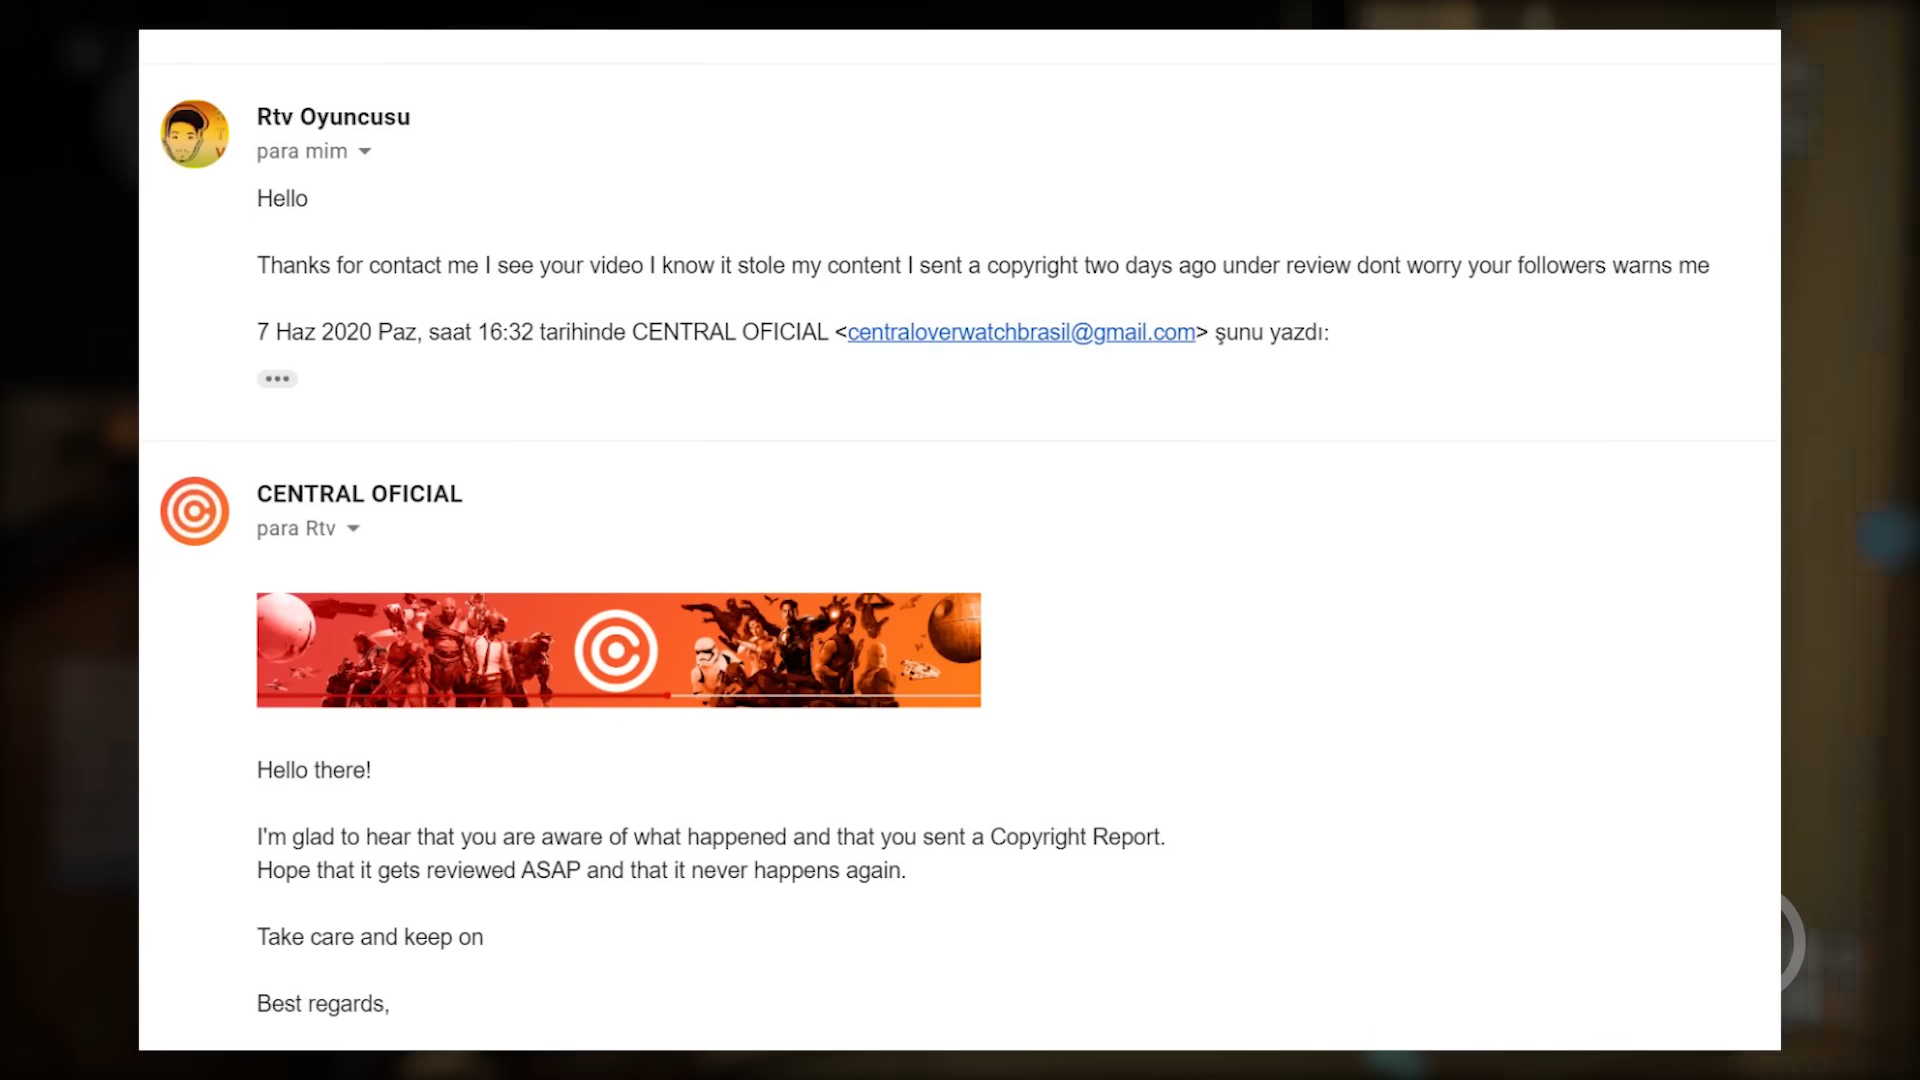 Rtv Oyuncusu
para mim
Hello
Thanks for contact me I see your video I know it stole my content I sent a copyright two days ago under review dont worry your followers warns me
7 Haz 2020 Paz, saat 16:32 tarihinde CENTRAL OFICIAL <centraloverwatchbrasil@gmail.com> şunu yazdı:
CENTRAL OFICIAL
para Rtv
Hello there!
I'm glad to hear that you are aware of what happened and that you sent a Copyright Report.
Hope that it gets reviewed ASAP and that it never happens again.
Take care and keep on
Best regards,